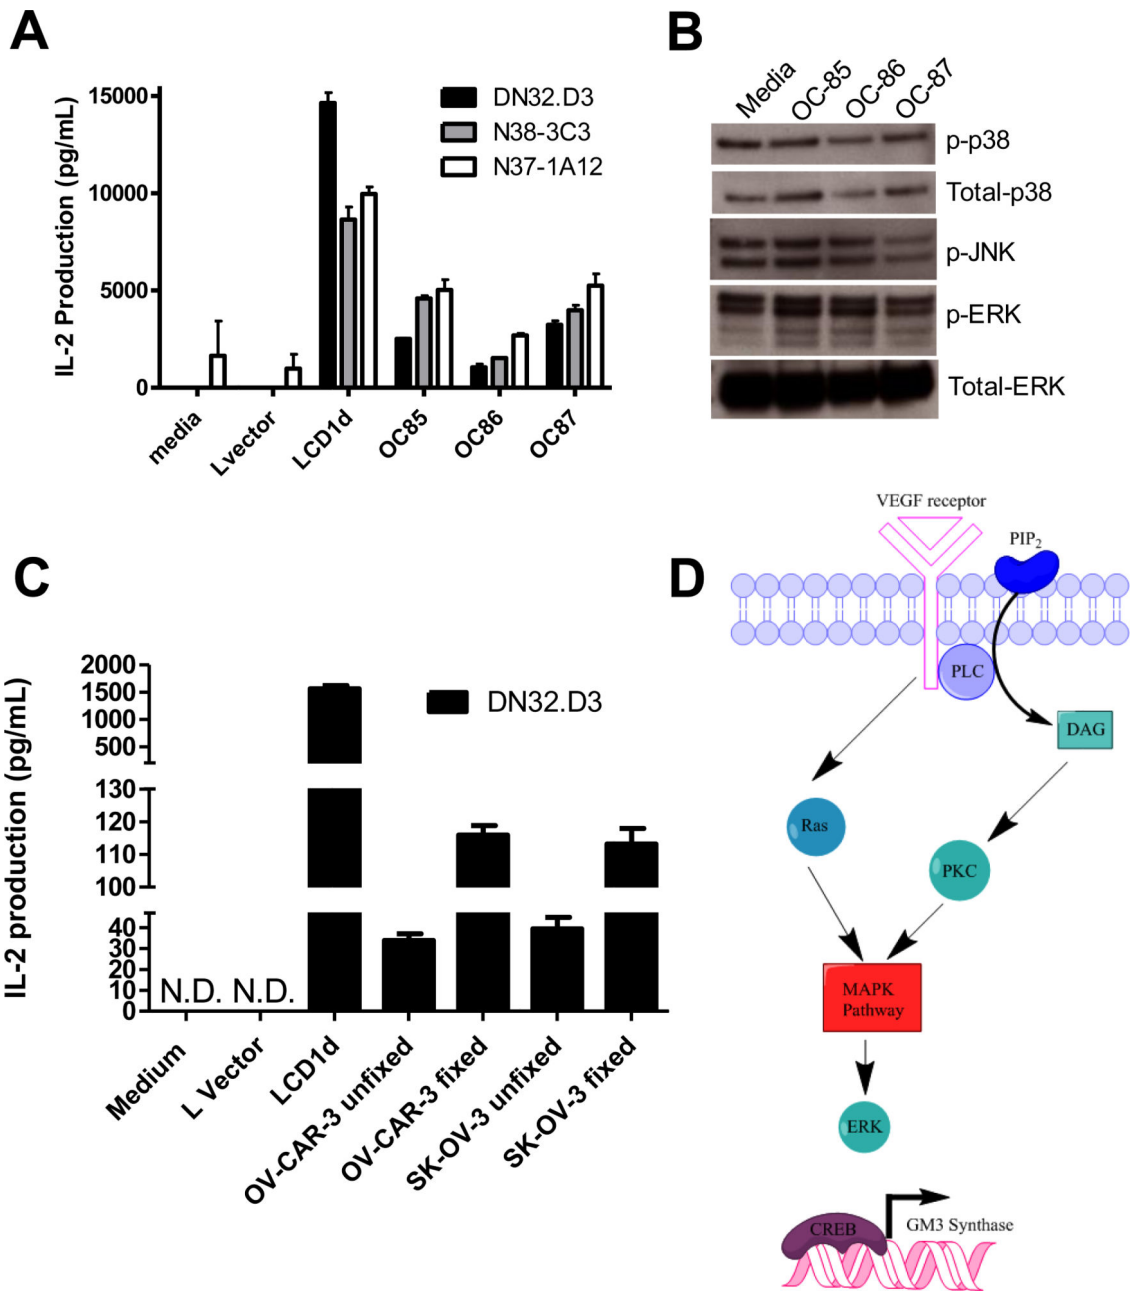 A
IL-2 Production (pg/mL)
15000
10000
5000
0
DN32.D3
N38-3C3
N37-1A12
media
Lvector
LCD1d
OC85
OC86
OC87
B
Media
OC-85
OC-86
OC-87
p-p38
Total-p38
p-JNK
p-ERK
Total-ERK
C
IL-2 production (pg/mL)
2000
1500
1000
500
130
120
110
100
40
30
20
10
0
DN32.D3
N.D. N.D.
Medium
L Vector
LCD1d
OV-CAR-3 unfixed
OV-CAR-3 fixed
SK-OV-3 unfixed
SK-OV-3 fixed
D
VEGF receptor
PIP2
PLC
DAG
Ras
PKC
MAPK
Pathway
ERK
CREB
GM3 Synthase